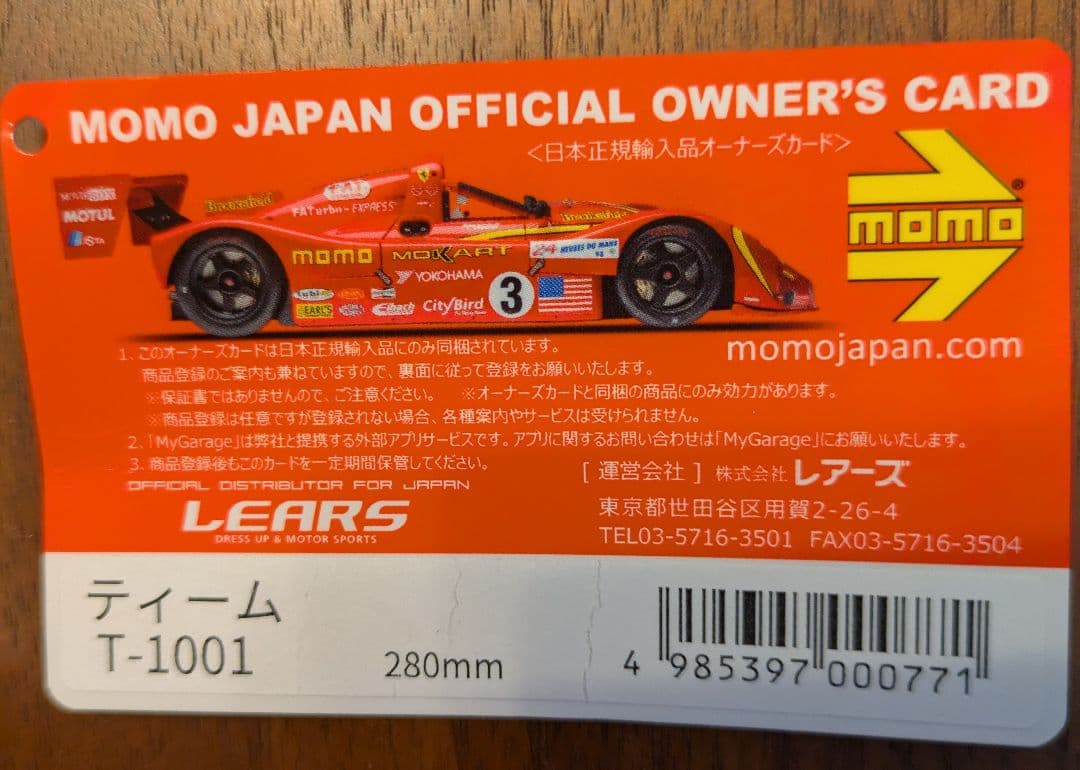 MOMO JAPAN OFFICIAL OWNER'S CARD
<日本正規輸入品オーナーズカード>
MOTUL
Brookefield
FAT
FATurbo-EXPRESS
momo
MOKART
24 HEURES DU MANS
98
YOKOHAMA
EARL'S
Eibach
CityBird
3
momo®
momojapan.com
1. このオーナーズカードは日本正規輸入品にのみ同梱されています。
商品登録のご案内も兼ねていますので、裏面に従って登録をお願いいたします。
※保証書ではありませんので、ご注意ください。 ※オーナーズカードと同梱の商品にのみ効力があります。
※商品登録は任意ですが登録されない場合、各種案内やサービスは受けられません。
2. 「MyGarage」は弊社と提携する外部アプリサービスです。アプリに関するお問い合わせは「MyGarage」にお願いいたします。
3. 商品登録後もこのカードを一定期間保管してください。
OFFICIAL DISTRIBUTOR FOR JAPAN
LEARS
DRESS UP & MOTOR SPORTS
[ 運営会社 ] 株式会社 レアーズ
東京都世田谷区用賀2-26-4
TEL03-5716-3501 FAX03-5716-3504
ティーム
T-1001
280mm
4 985397 000771